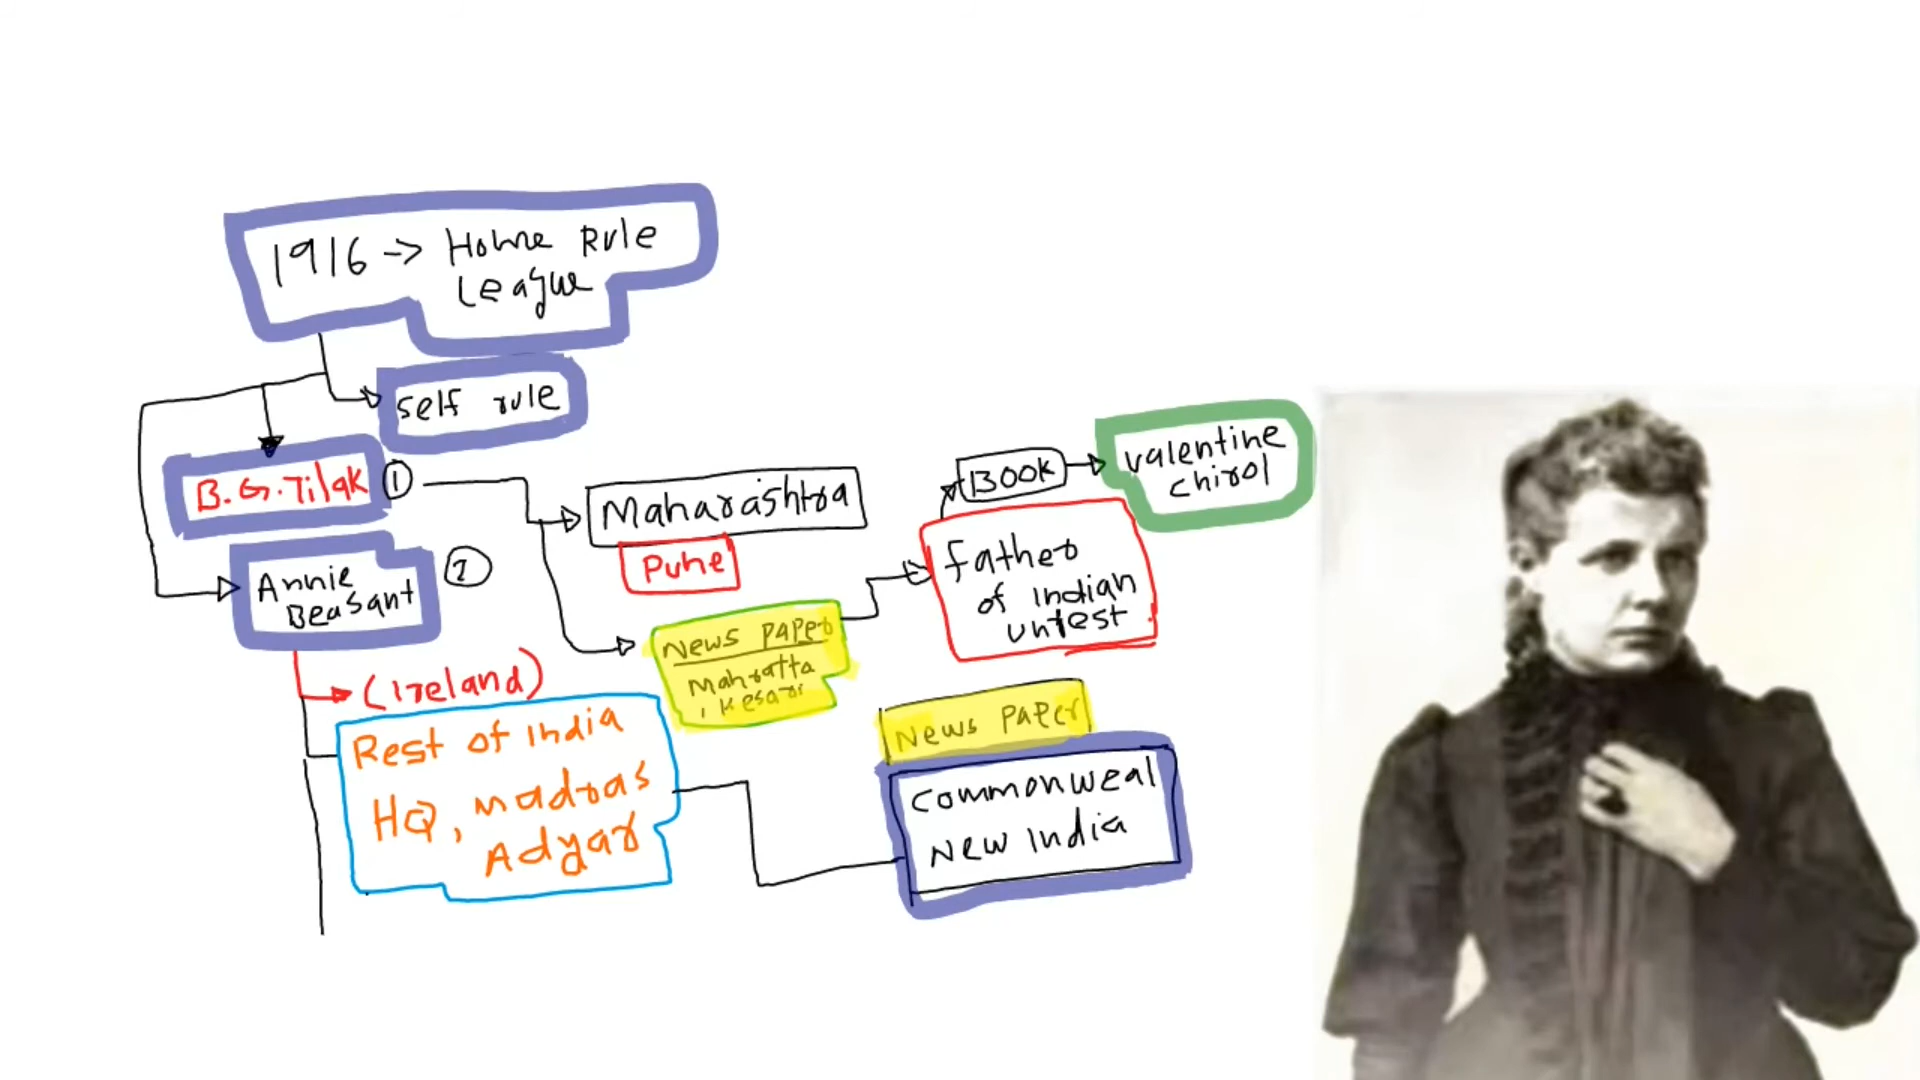 1916 -> Home Rule
League
self rule
B.G.Tilak ①
Annie
Beasant ②
(Ireland)
Rest of India
HQ, madras
Adyar
Maharashtra
Pune
News paper
Mahratta
, Kesari
Book
valentine
chirol
father
of Indian
untest
News paper
commonweal
New India